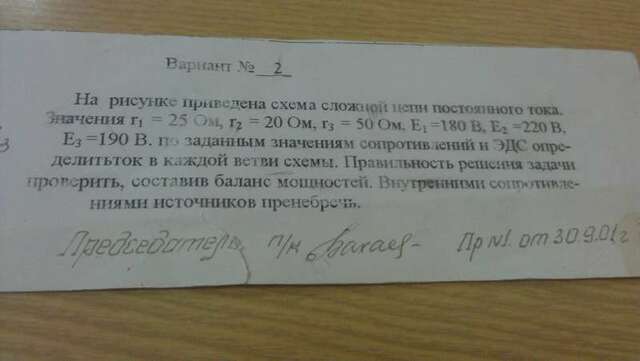 Вариант № 2
На рисунке приведена схема сложной цепи постоянного тока.
Значения r₁ = 25 Ом, r₂ = 20 Ом, r₃ = 50 Ом, E₁ =180 В, E₂ =220 В,
E₃ =190 В. по заданным значениям сопротивлений и ЭДС опре-
делитьток в каждой ветви схемы. Правильность решения задачи
проверить, составив баланс мощностей. Внутренними сопротивле-
ниями источников пренебречь.
Председатель п/к Пр №1 от 30.9.01 г
з